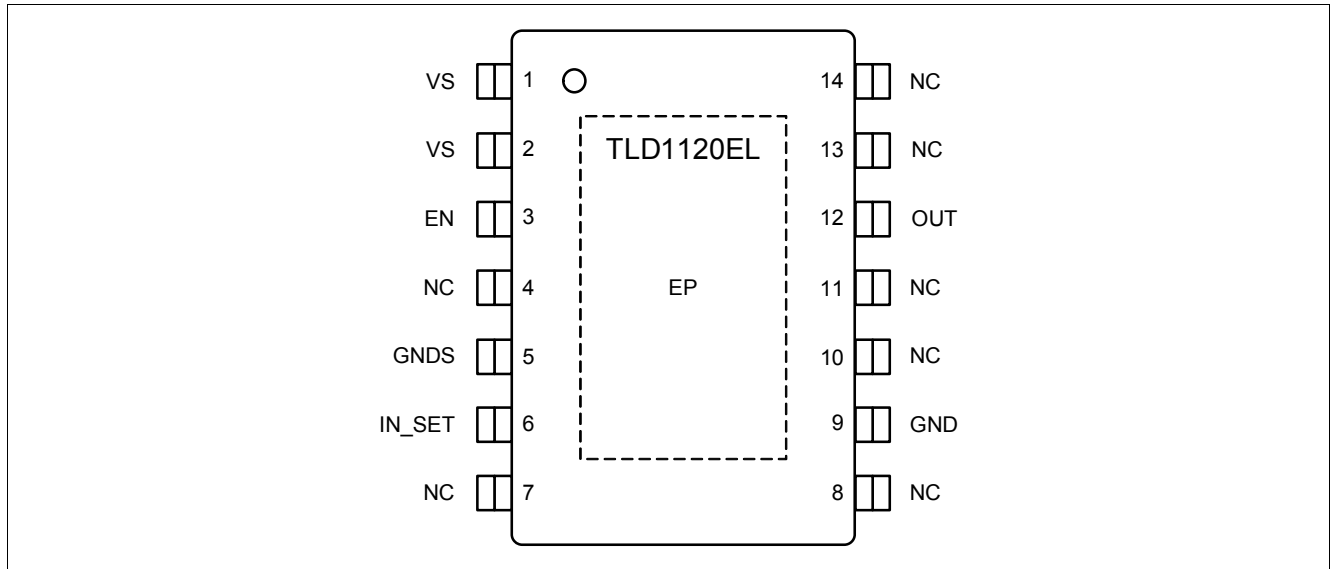 VS 1 14 NC
VS 2 TLD1120EL 13 NC
EN 3 12 OUT
NC 4 EP 11 NC
GNDS 5 10 NC
IN_SET 6 9 GND
NC 7 8 NC